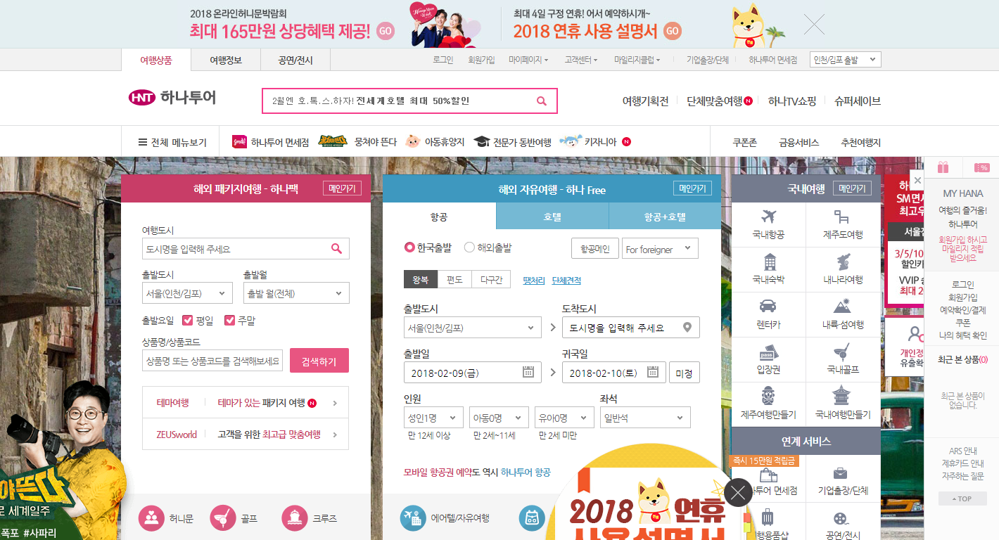 2018 온라인허니문박람회
최대 165만원 상당혜택 제공! GO
최대 4일 구정 연휴! 어서 예약하시개~
2018 연휴 사용 설명서 GO
여행상품 여행정보 공연/전시
로그인 회원가입 마이페이지 고객센터 마일리지클럽 기업출장/단체 하나투어 면세점 인천/김포 출발
HNT 하나투어
2월엔 호.톡.스.하자! 전세계호텔 최대 50%할인
여행기획전 단체맞춤여행 N 하나TV쇼핑 슈퍼세이브
전체 메뉴보기
smdf 하나투어 면세점 뭉쳐야 뜬다 아동휴양지 전문가 동반여행 키자니아 N
쿠폰존 금융서비스 추천여행지
해외 패키지여행 - 하나팩 메인가기
여행도시
도시명을 입력해 주세요
출발도시 출발월
서울(인천/김포) 출발 월(전체)
출발요일 평일 주말
상품명/상품코드
상품명 또는 상품코드를 검색해보세요 검색하기
테마여행 테마가 있는 패키지 여행 N
ZEUSworld 고객을 위한 최고급 맞춤여행
허니문 골프 크루즈
야뜬다
로 세계일주
폭포 #사파리
해외 자유여행 - 하나 Free 메인가기
항공 호텔 항공+호텔
한국출발 해외출발 항공메인 For foreigner
왕복 편도 다구간 땡처리 단체견적
출발도시 도착도시
서울(인천/김포) 도시명을 입력해 주세요
출발일 귀국일
2018-02-09(금) 2018-02-10(토) 미정
인원 좌석
성인1명 아동0명 유아0명 일반석
만 12세 이상 만 2세~11세 만 2세 미만
모바일 항공권 예약도 역시 하나투어 항공
에어텔/자유여행
2018 연휴
사용설명서
국내여행 메인가기
국내항공 제주도여행
국내숙박 내나라여행
렌터카 내륙·섬여행
입장권 국내골프
제주여행만들기 국내여행만들기
연계 서비스
즉시 15만원 적립금
나투어 면세점 기업출장/단체
행용품샵 공연/전시
하
SM면세
최고우
서울점
3/5/10
할인카
VVIP
최대 2
개인정
유출확
%
MY HANA
여행의 즐거움!
하나투어
회원가입 하시고
마일리지 적립
받으세요
로그인
회원가입
예약확인/결제
쿠폰
나의 혜택 확인
최근 본 상품(0)
최근 본 상품이
없습니다.
ARS 안내
제휴카드 안내
자주하는 질문
TOP